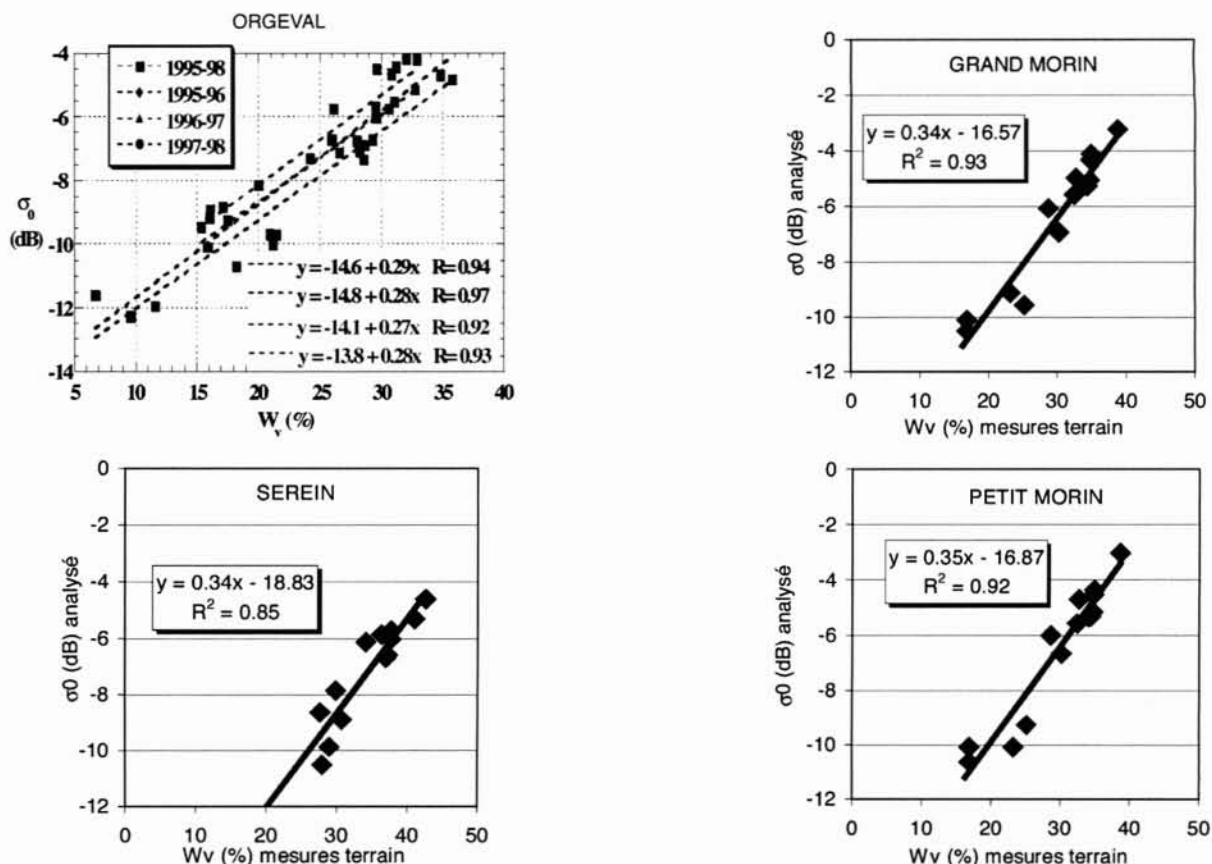 ORGEVAL
1995-98
1995-96
1996-97
1997-98
-4
-6
-8
-10
-12
-14
σ₀
(dB)
y=-14.6+0.29x R=0.94
y=-14.8+0.28x R=0.97
y=-14.1+0.27x R=0.92
y=-13.8+0.28x R=0.93
5 10 15 20 25 30 35 40
Wᵥ (%)
GRAND MORIN
y = 0.34x - 16.57
R² = 0.93
σ0 (dB) analysé
0
-2
-4
-6
-8
-10
-12
0 10 20 30 40 50
Wv (%) mesures terrain
SEREIN
y = 0.34x - 18.83
R² = 0.85
σ0 (dB) analysé
0
-2
-4
-6
-8
-10
-12
0 10 20 30 40 50
Wv (%) mesures terrain
PETIT MORIN
y = 0.35x - 16.87
R² = 0.92
σ0 (dB) analysé
0
-2
-4
-6
-8
-10
-12
0 10 20 30 40 50
Wv (%) mesures terrain